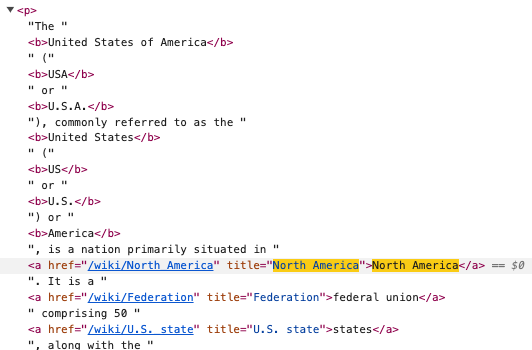 ▼<p>
"The "
<b>United States of America</b>
" ("
<b>USA</b>
" or "
<b>U.S.A.</b>
"), commonly referred to as the "
<b>United States</b>
" ("
<b>US</b>
" or "
<b>U.S.</b>
") or "
<b>America</b>
", is a nation primarily situated in "
<a href="/wiki/North_America" title="North America">North America</a> == $0
". It is a "
<a href="/wiki/Federation" title="Federation">federal union</a>
" comprising 50 "
<a href="/wiki/U.S._state" title="U.S. state">states</a>
", along with the "